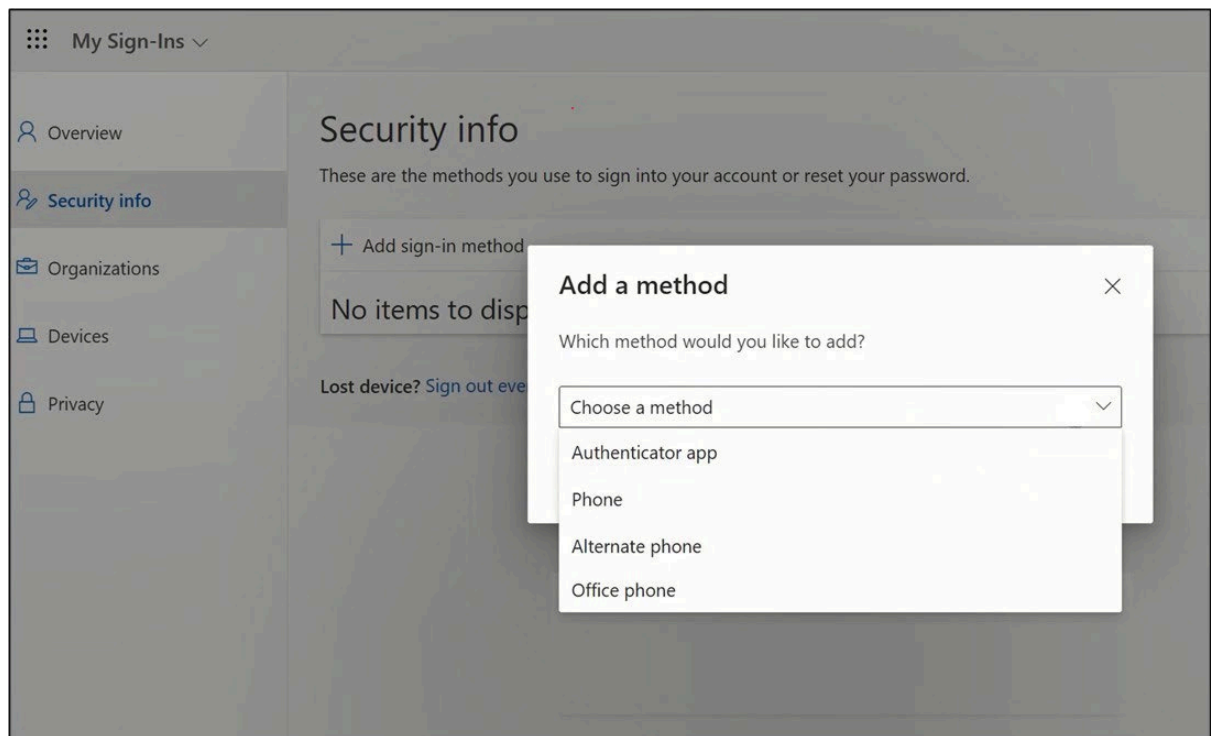 My Sign-Ins
Overview
Security info
Organizations
Devices
Privacy
Security info
These are the methods you use to sign into your account or reset your password.
Add sign-in method
No items to disp
Lost device? Sign out eve
Add a method
Which method would you like to add?
Choose a method
Authenticator app
Phone
Alternate phone
Office phone